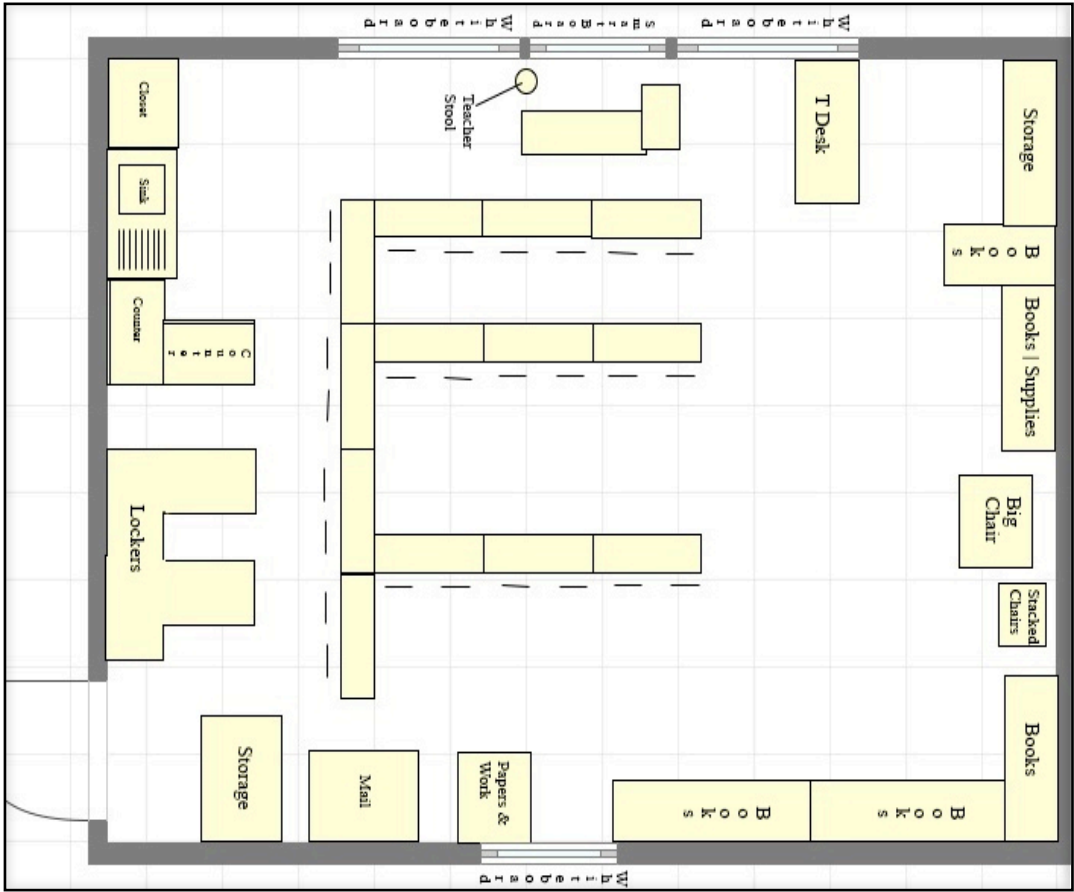 Whiteboard
SmartBoard
Whiteboard
Closet
Teacher
Stool
T Desk
Storage
Sink
Books
Counter
Counter
Books | Supplies
Lockers
Big
Chair
Stacked
Chairs
Storage
Mail
Papers &
Work
Books
Books
Books
Whiteboard